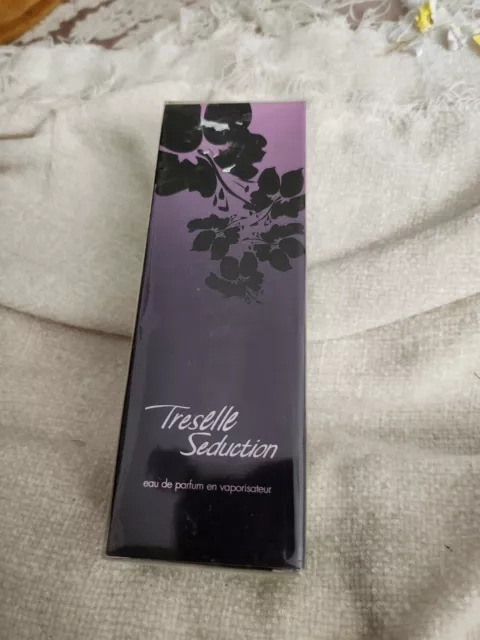 Treselle
Seduction
eau de parfum en vaporisateur